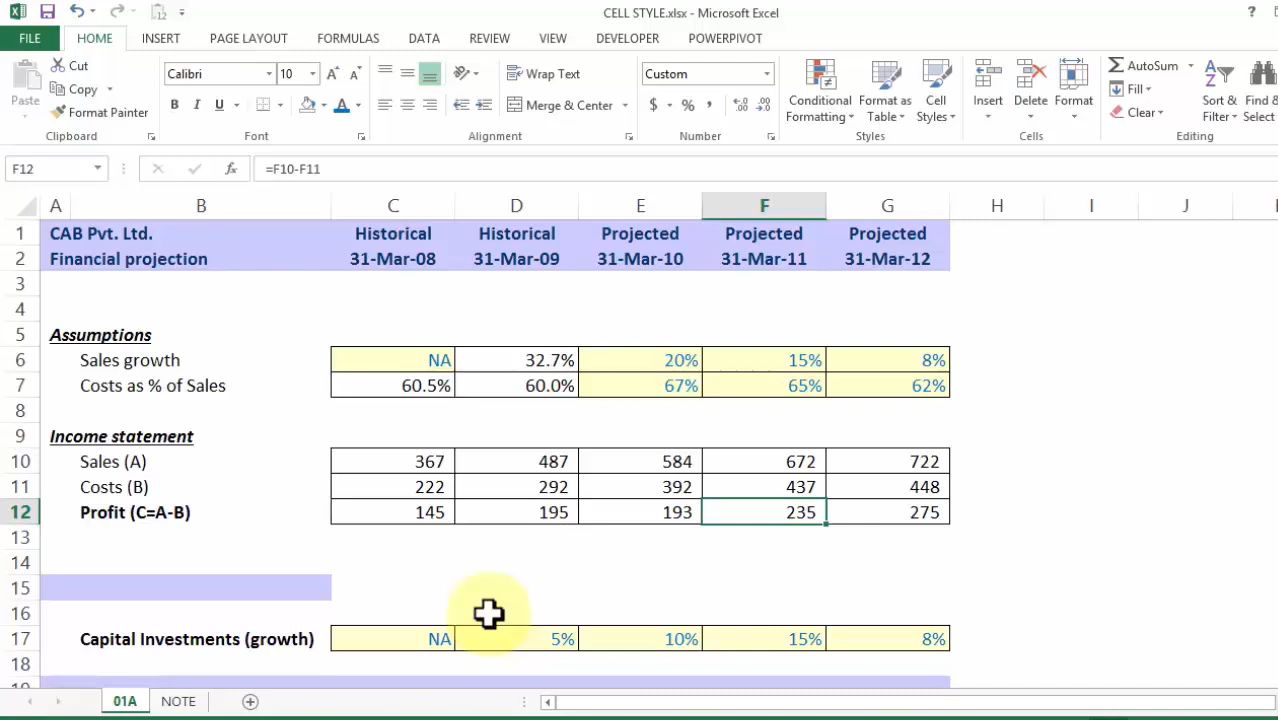 CELL STYLE.xlsx - Microsoft Excel
?
FILE HOME INSERT PAGE LAYOUT FORMULAS DATA REVIEW VIEW DEVELOPER POWERPIVOT
Paste
Cut
Copy
Format Painter
Clipboard
Calibri 10
B I U
Font
Wrap Text
Merge & Center
Alignment
Custom
$ % ,
Number
Conditional Formatting
Format as Table
Cell Styles
Styles
Insert Delete Format
Cells
AutoSum
Fill
Clear
Sort & Filter
Find & Select
Editing
F12 fx =F10-F11
A B C D E F G H I J
1 CAB Pvt. Ltd. Historical Historical Projected Projected Projected
2 Financial projection 31-Mar-08 31-Mar-09 31-Mar-10 31-Mar-11 31-Mar-12
3
4
5 Assumptions
6 Sales growth NA 32.7% 20% 15% 8%
7 Costs as % of Sales 60.5% 60.0% 67% 65% 62%
8
9 Income statement
10 Sales (A) 367 487 584 672 722
11 Costs (B) 222 292 392 437 448
12 Profit (C=A-B) 145 195 193 235 275
13
14
15
16
17 Capital Investments (growth) NA 5% 10% 15% 8%
18
01A NOTE